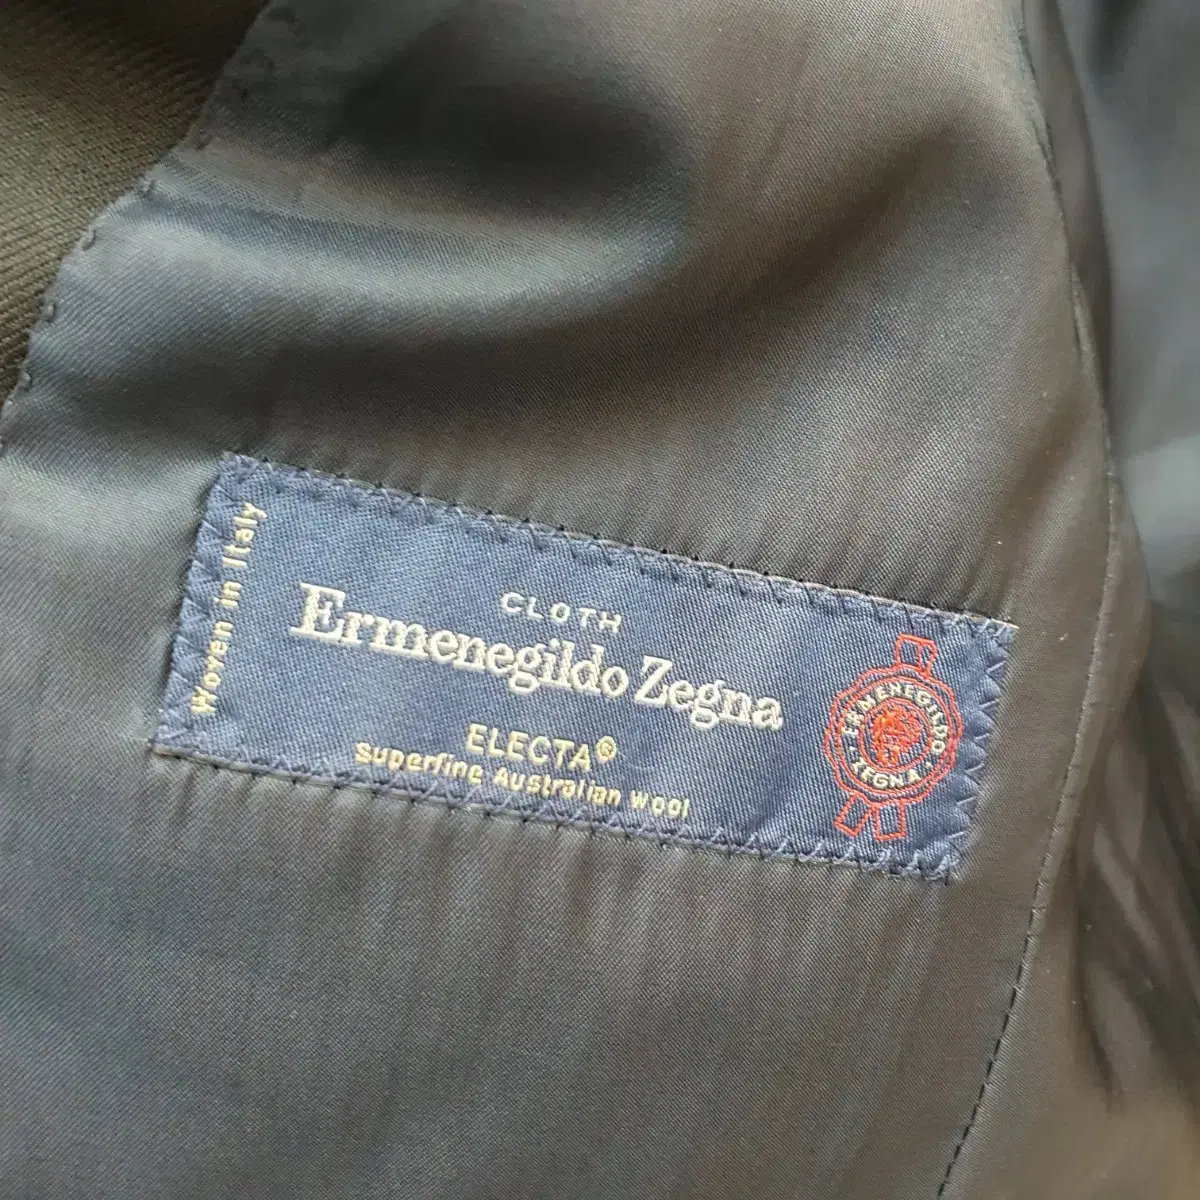 Woven in Italy
CLOTH
Ermenegildo Zegna
ELECTA®
Superfine Australian wool
ERMENEGILDO
ZEGNA